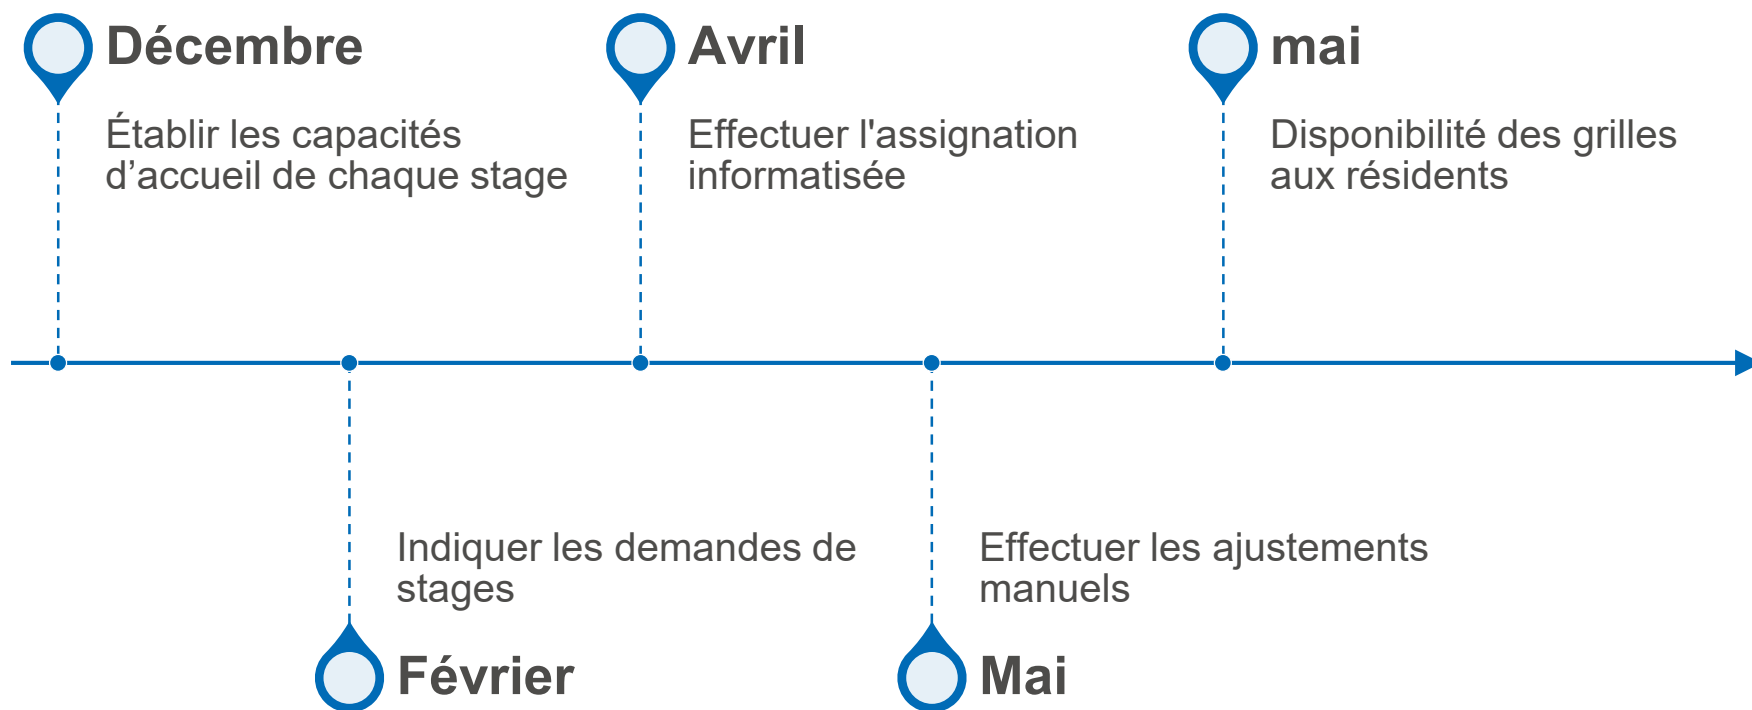 Décembre
Établir les capacités
d’accueil de chaque stage
Avril
Effectuer l'assignation
informatisée
mai
Disponibilité des grilles
aux résidents
Indiquer les demandes de
stages
Février
Effectuer les ajustements
manuels
Mai